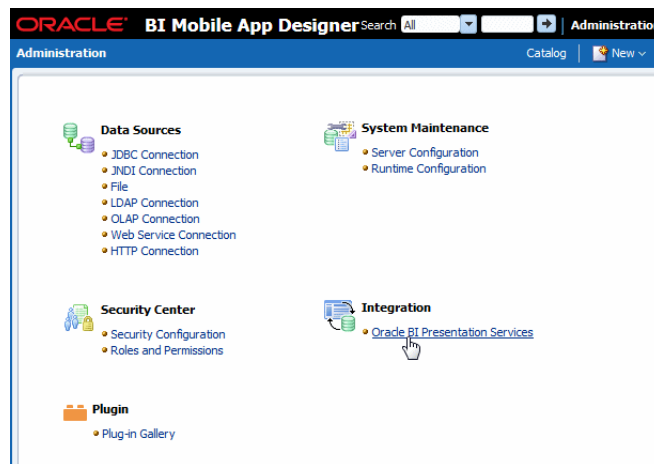 ORACLE BI Mobile App Designer Search All Administratio
Administration Catalog New
Data Sources
JDBC Connection
JNDI Connection
File
LDAP Connection
OLAP Connection
Web Service Connection
HTTP Connection
System Maintenance
Server Configuration
Runtime Configuration
Security Center
Security Configuration
Roles and Permissions
Integration
Oracle BI Presentation Services
Plugin
Plug-in Gallery